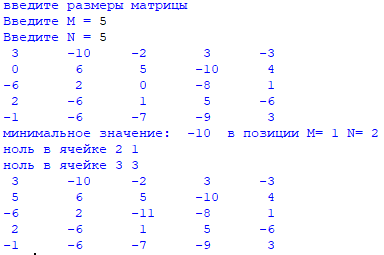 введите размеры матрицы
Введите M = 5
Введите N = 5
3 -10 -2 3 -3
0 6 5 -10 4
-6 2 0 -8 1
2 -6 1 5 -6
-1 -6 -7 -9 3
минимальное значение: -10 в позиции M= 1 N= 2
ноль в ячейке 2 1
ноль в ячейке 3 3
3 -10 -2 3 -3
5 6 5 -10 4
-6 2 -11 -8 1
2 -6 1 5 -6
-1 -6 -7 -9 3